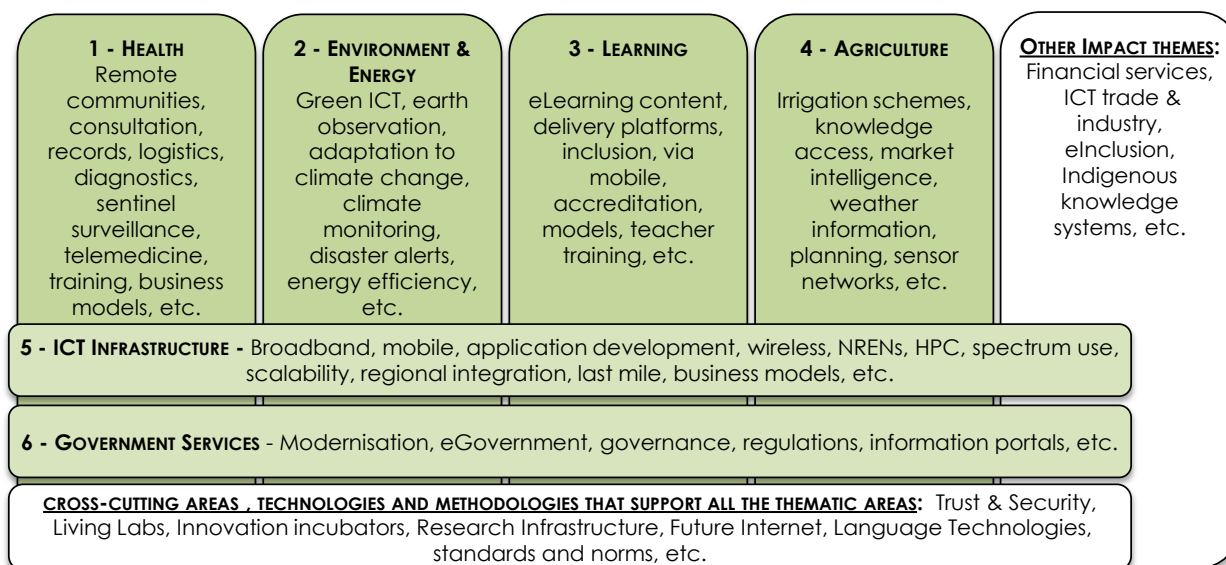 1 - HEALTH
Remote
communities,
consultation,
records, logistics,
diagnostics,
sentinel
surveillance,
telemedicine,
training, business
models, etc.
2 - ENVIRONMENT &
ENERGY
Green ICT, earth
observation,
adaptation to
climate change,
climate
monitoring,
disaster alerts,
energy efficiency,
etc.
3 - LEARNING
eLearning content,
delivery platforms,
inclusion, via
mobile,
accreditation,
models, teacher
training, etc.
4 - AGRICULTURE
Irrigation schemes,
knowledge
access, market
intelligence,
weather
information,
planning, sensor
networks, etc.
OTHER IMPACT THEMES:
Financial services,
ICT trade &
industry,
eInclusion,
Indigenous
knowledge
systems, etc.
5 - ICT INFRASTRUCTURE - Broadband, mobile, application development, wireless, NRENs, HPC, spectrum use,
scalability, regional integration, last mile, business models, etc.
6 - GOVERNMENT SERVICES - Modernisation, eGovernment, governance, regulations, information portals, etc.
CROSS-CUTTING AREAS , TECHNOLOGIES AND METHODOLOGIES THAT SUPPORT ALL THE THEMATIC AREAS: Trust & Security,
Living Labs, Innovation incubators, Research Infrastructure, Future Internet, Language Technologies,
standards and norms, etc.